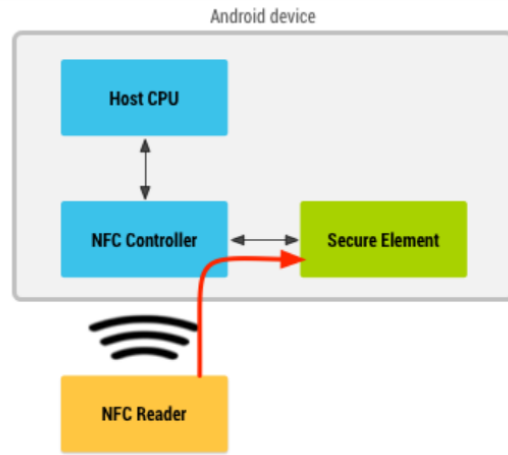 Android device
Host CPU
NFC Controller
Secure Element
NFC Reader